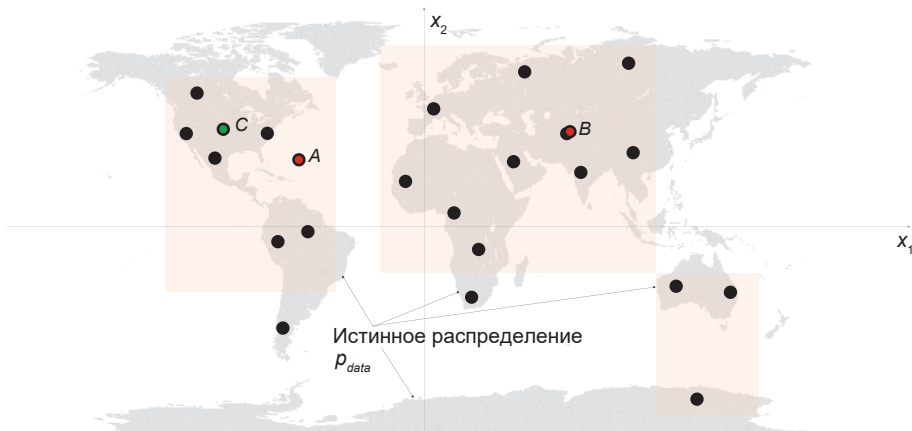 x2
C
A
B
x1
Истинное распределение
pdata